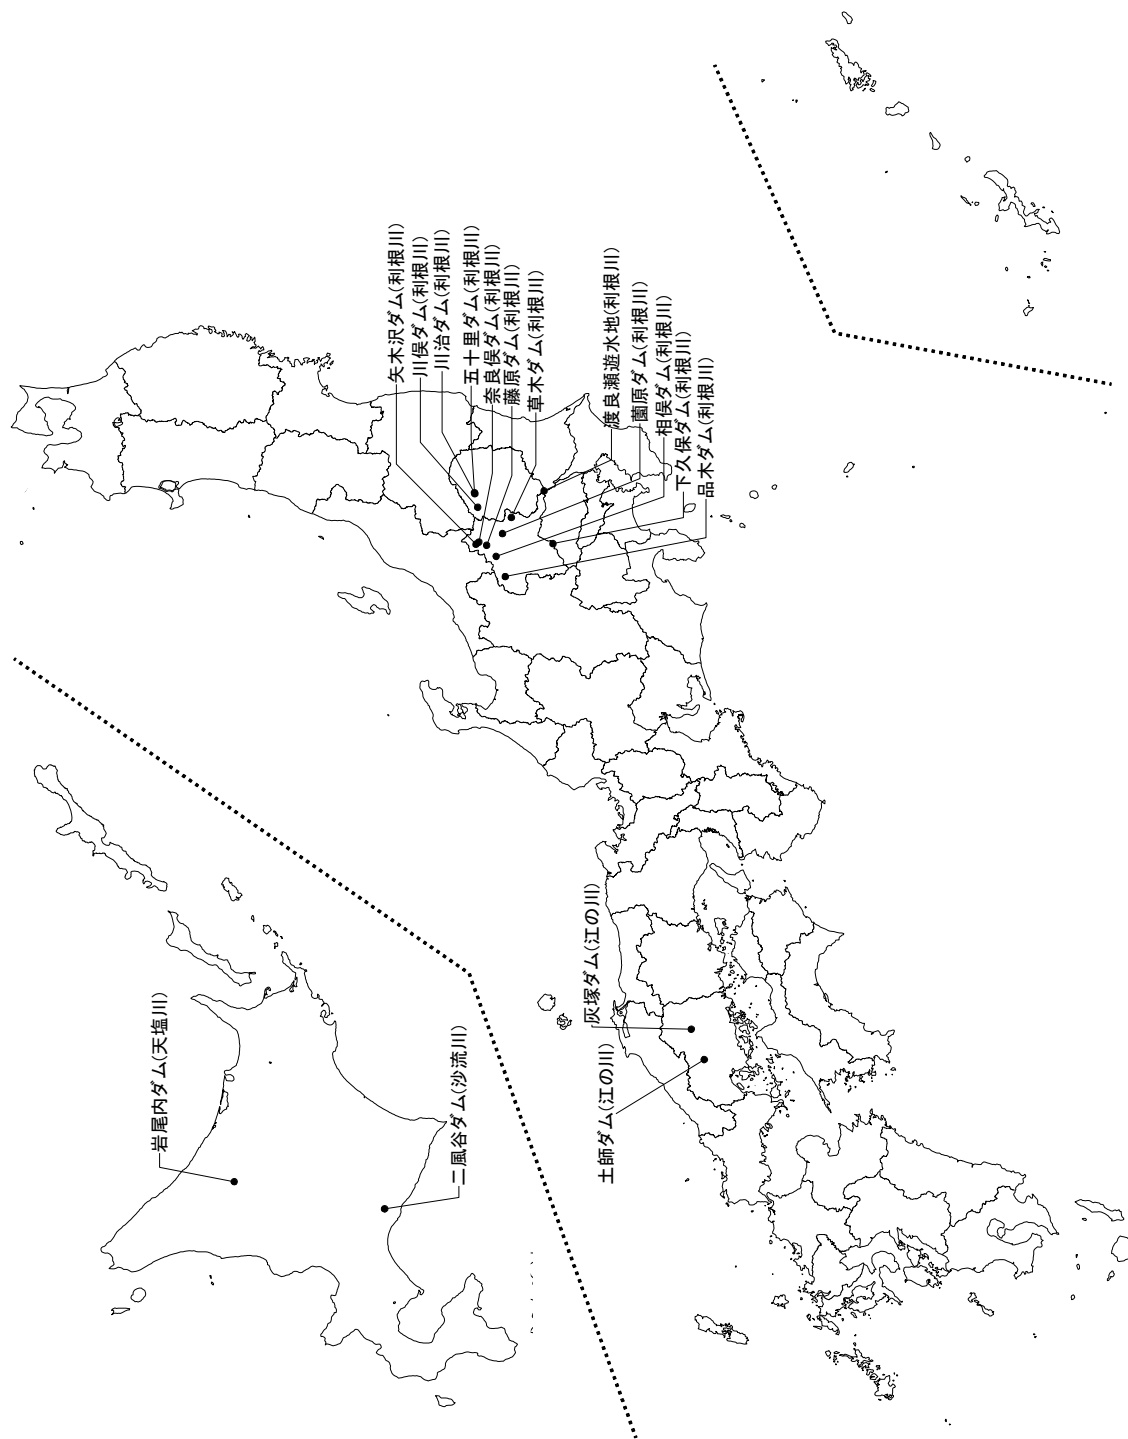 矢木沢ダム(利根川)
川俣ダム(利根川)
川治ダム(利根川)
五十里ダム(利根川)
奈良俣ダム(利根川)
藤原ダム(利根川)
草木ダム(利根川)
渡良瀬遊水地(利根川)
薗原ダム(利根川)
相俣ダム(利根川)
下久保ダム(利根川)
品木ダム(利根川)
灰塚ダム(江の川)
土師ダム(江の川)
岩尾内ダム(天塩川)
二風谷ダム(沙流川)